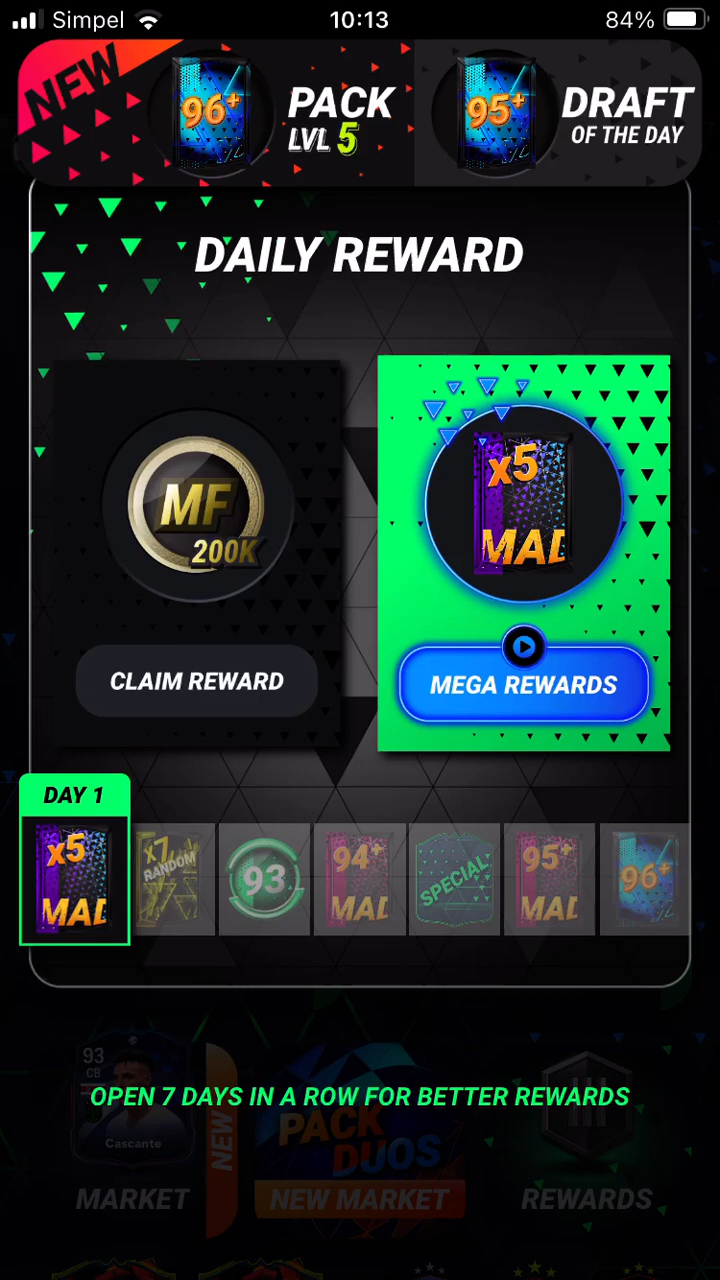 Simpel 10:13 84%
NEW
96+
PACK
LVL 5
95+
DRAFT
OF THE DAY
DAILY REWARD
MF
200K
x5
MAD
CLAIM REWARD
MEGA REWARDS
DAY 1
x5
MAD
x7
RANDOM
93
94+
MAD
SPECIAL
95+
MAD
96+
OPEN 7 DAYS IN A ROW FOR BETTER REWARDS
93
CB
Cascante
MARKET
NEW
PACK
DUOS
NEW MARKET
REWARDS